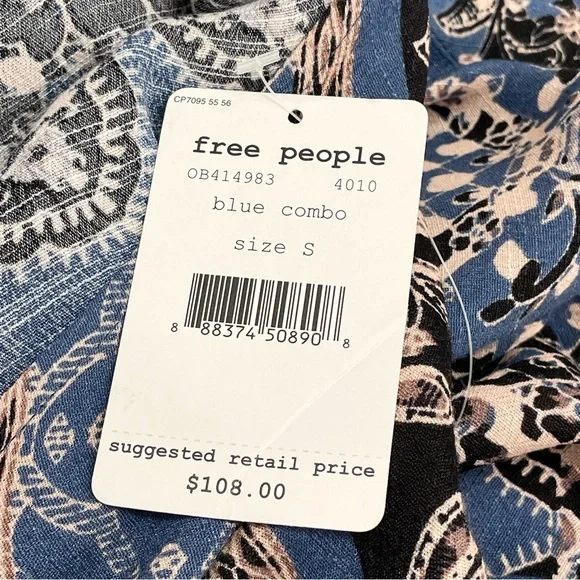 CP7095 55 56
free people
OB414983 4010
blue combo
size S
8 88374 50890 8
suggested retail price
$108.00